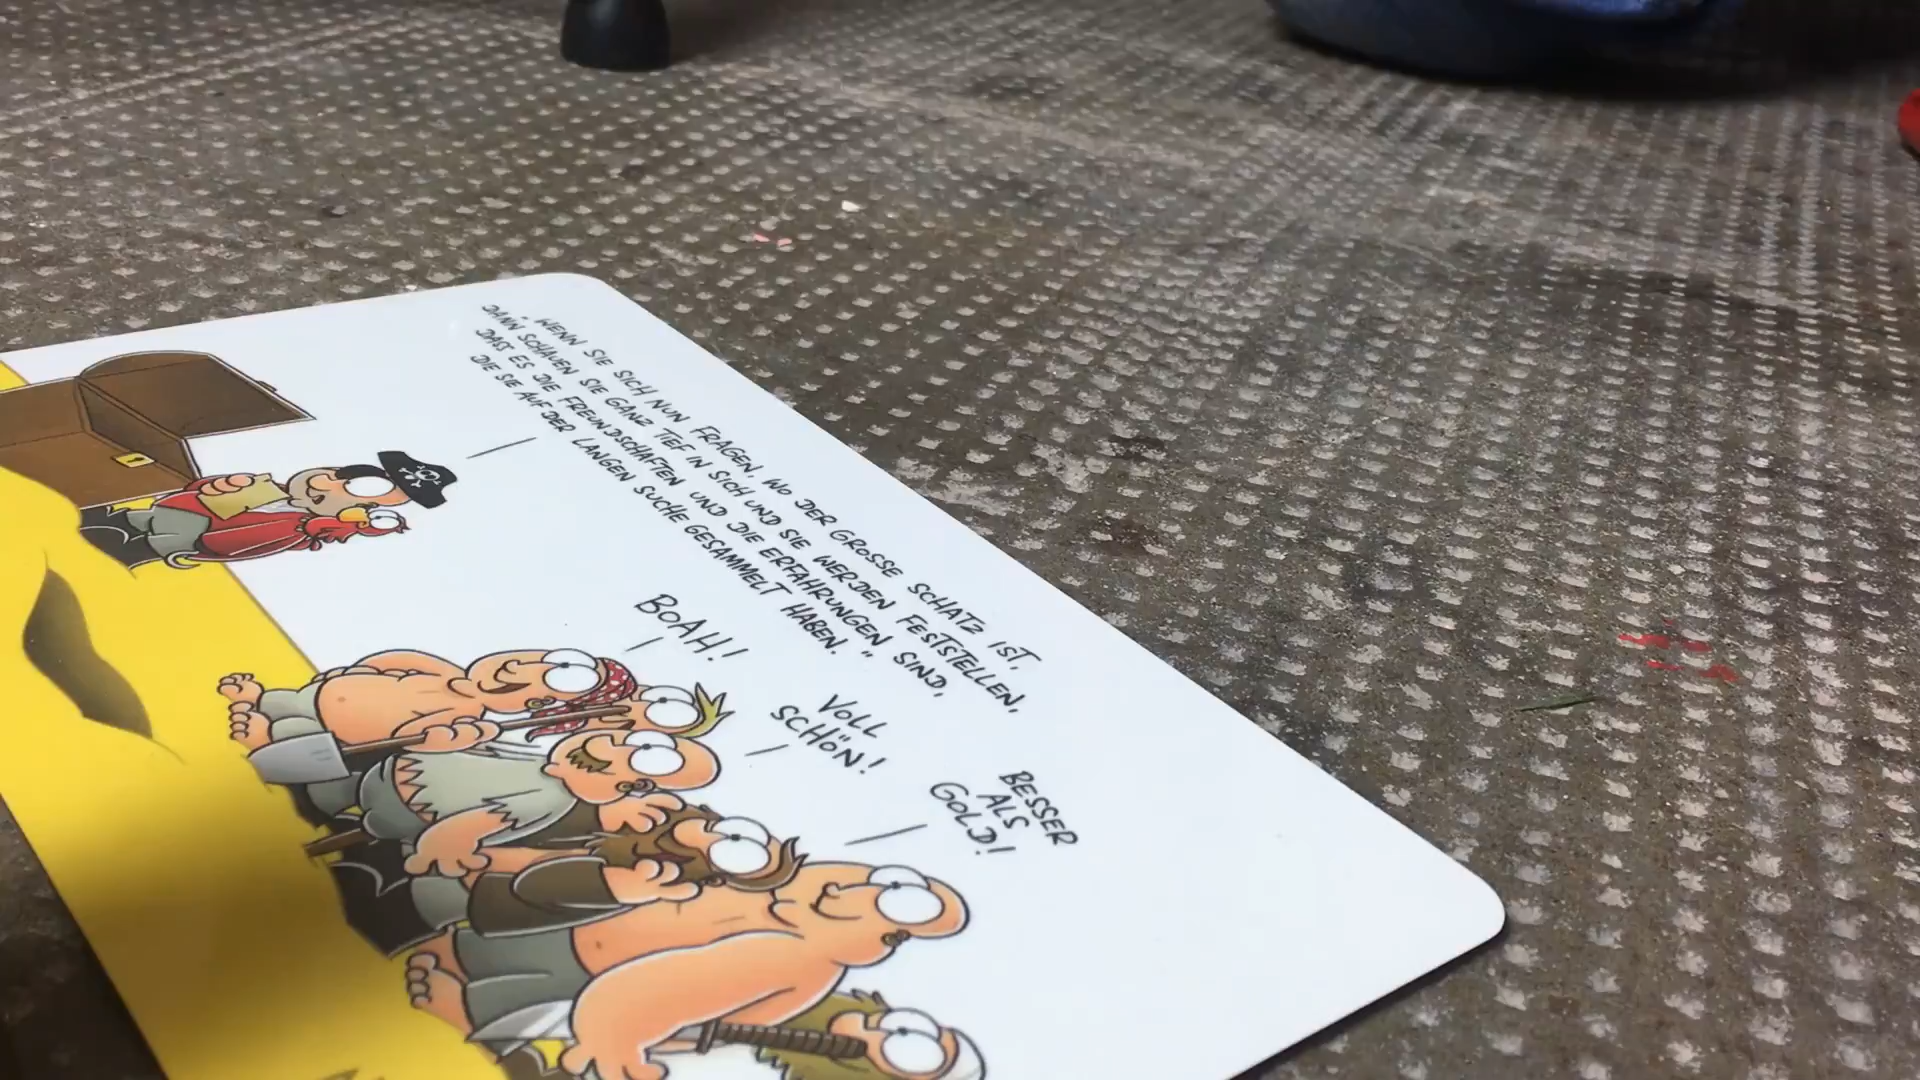 „WENN SIE SICH NUN FRAGEN, WO DER GROSSE SCHATZ IST,
DANN SCHAUEN SIE GANZ TIEF IN SICH UND SIE WERDEN FESTSTELLEN,
DASS ES DIE FREUNDSCHAFTEN UND DIE ERFAHRUNGEN SIND,
DIE SIE AUF DER LANGEN SUCHE GESAMMELT HABEN.“
BOAH!
VOLL
SCHÖN!
BESSER
ALS
GOLD!